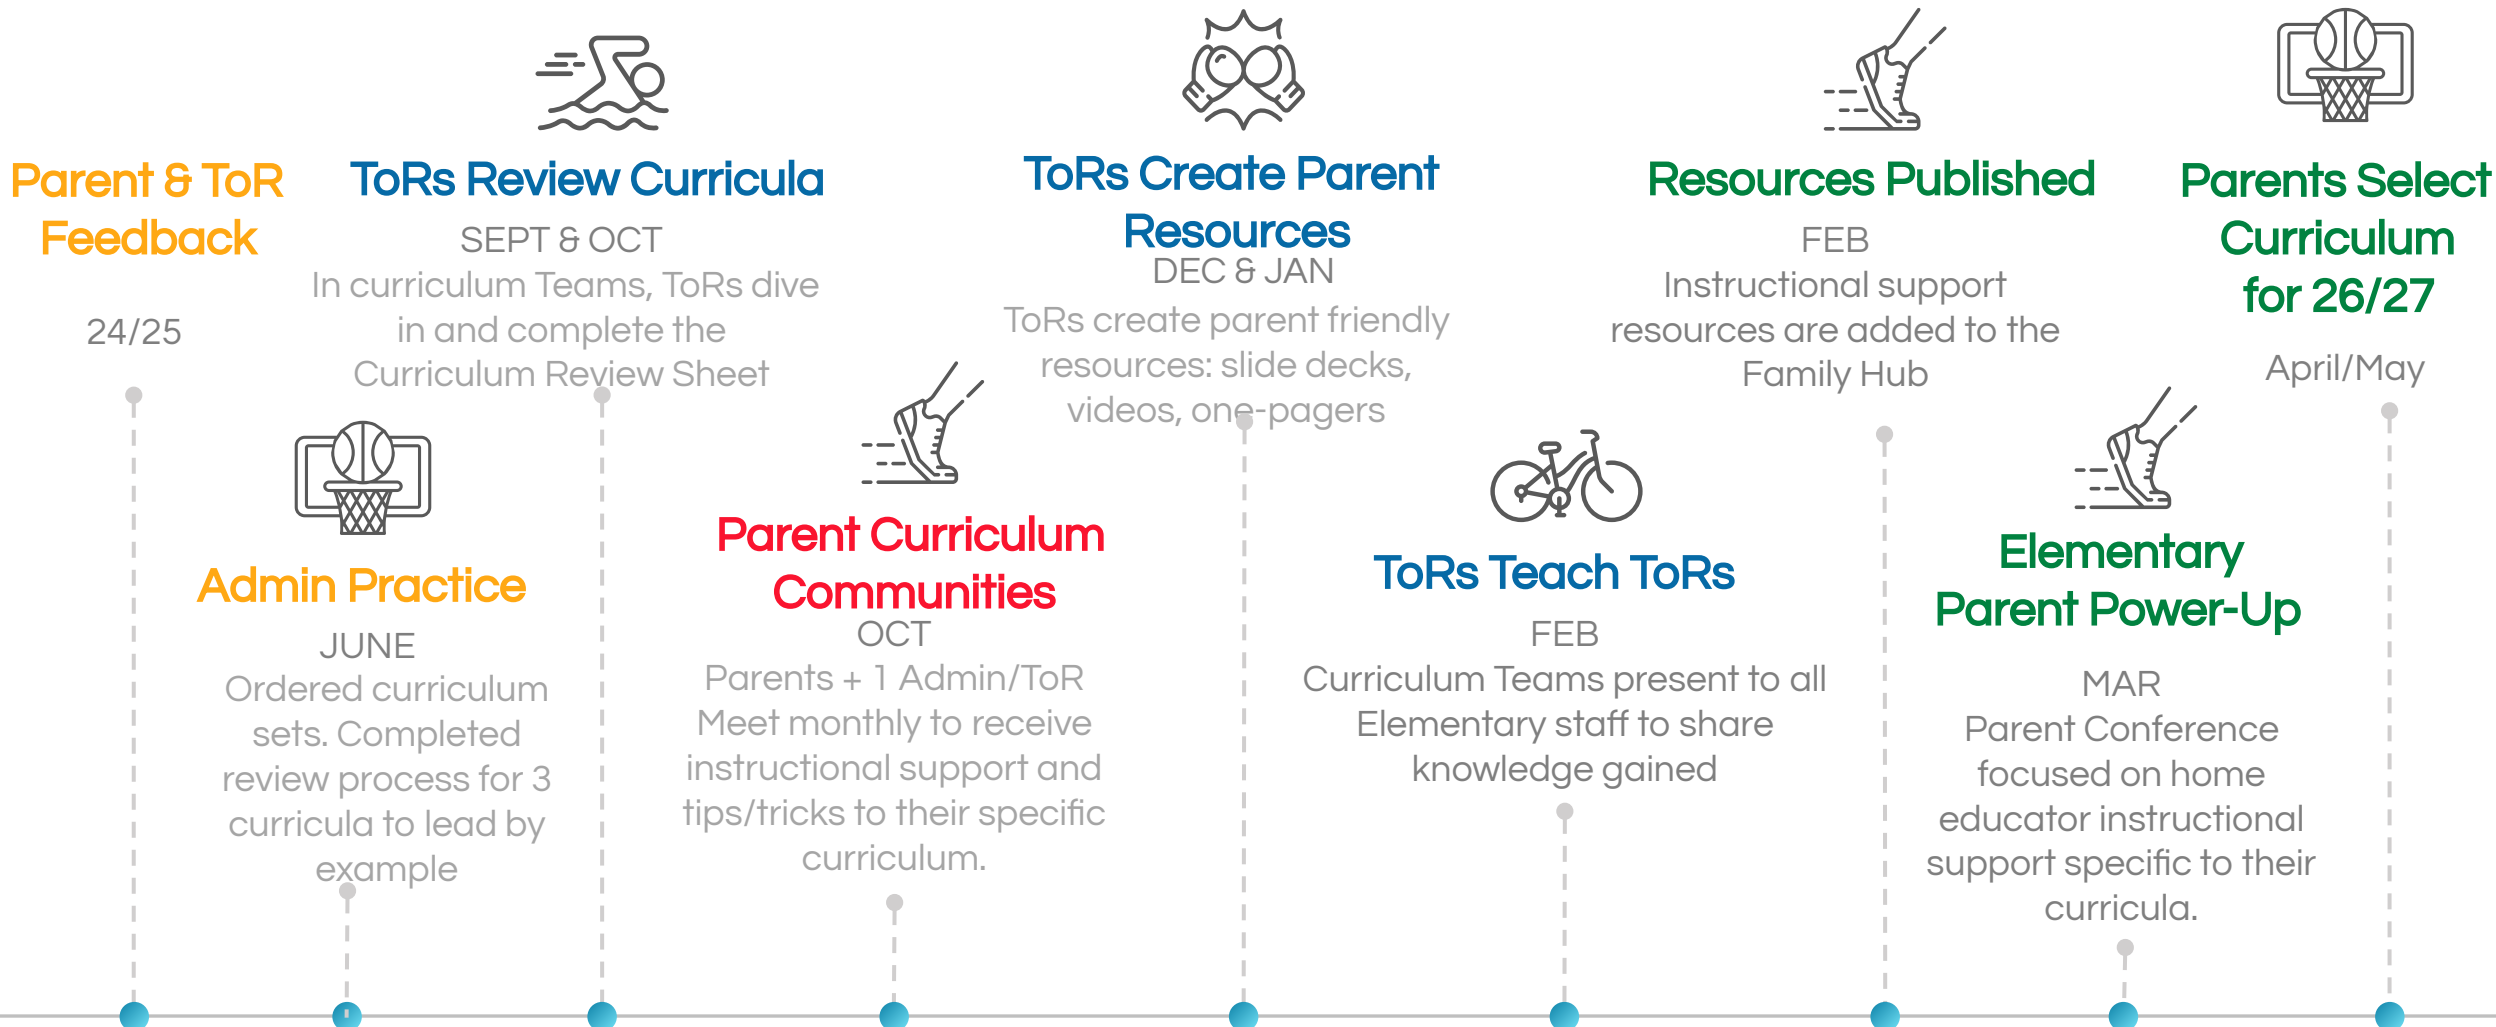 Parent & ToR
Feedback
24/25
Admin Practice
JUNE
Ordered curriculum
sets. Completed
review process for 3
curricula to lead by
example
ToRs Review Curricula
SEPT & OCT
In curriculum Teams, ToRs dive
in and complete the
Curriculum Review Sheet
Parent Curriculum
Communities
OCT
Parents + 1 Admin/ToR
Meet monthly to receive
instructional support and
tips/tricks to their specific
curriculum.
ToRs Create Parent
Resources
DEC & JAN
ToRs create parent friendly
resources: slide decks,
videos, one-pagers
ToRs Teach ToRs
FEB
Curriculum Teams present to all
Elementary staff to share
knowledge gained
Resources Published
FEB
Instructional support
resources are added to the
Family Hub
Elementary
Parent Power-Up
MAR
Parent Conference
focused on home
educator instructional
support specific to their
curricula.
Parents Select
Curriculum
for 26/27
April/May